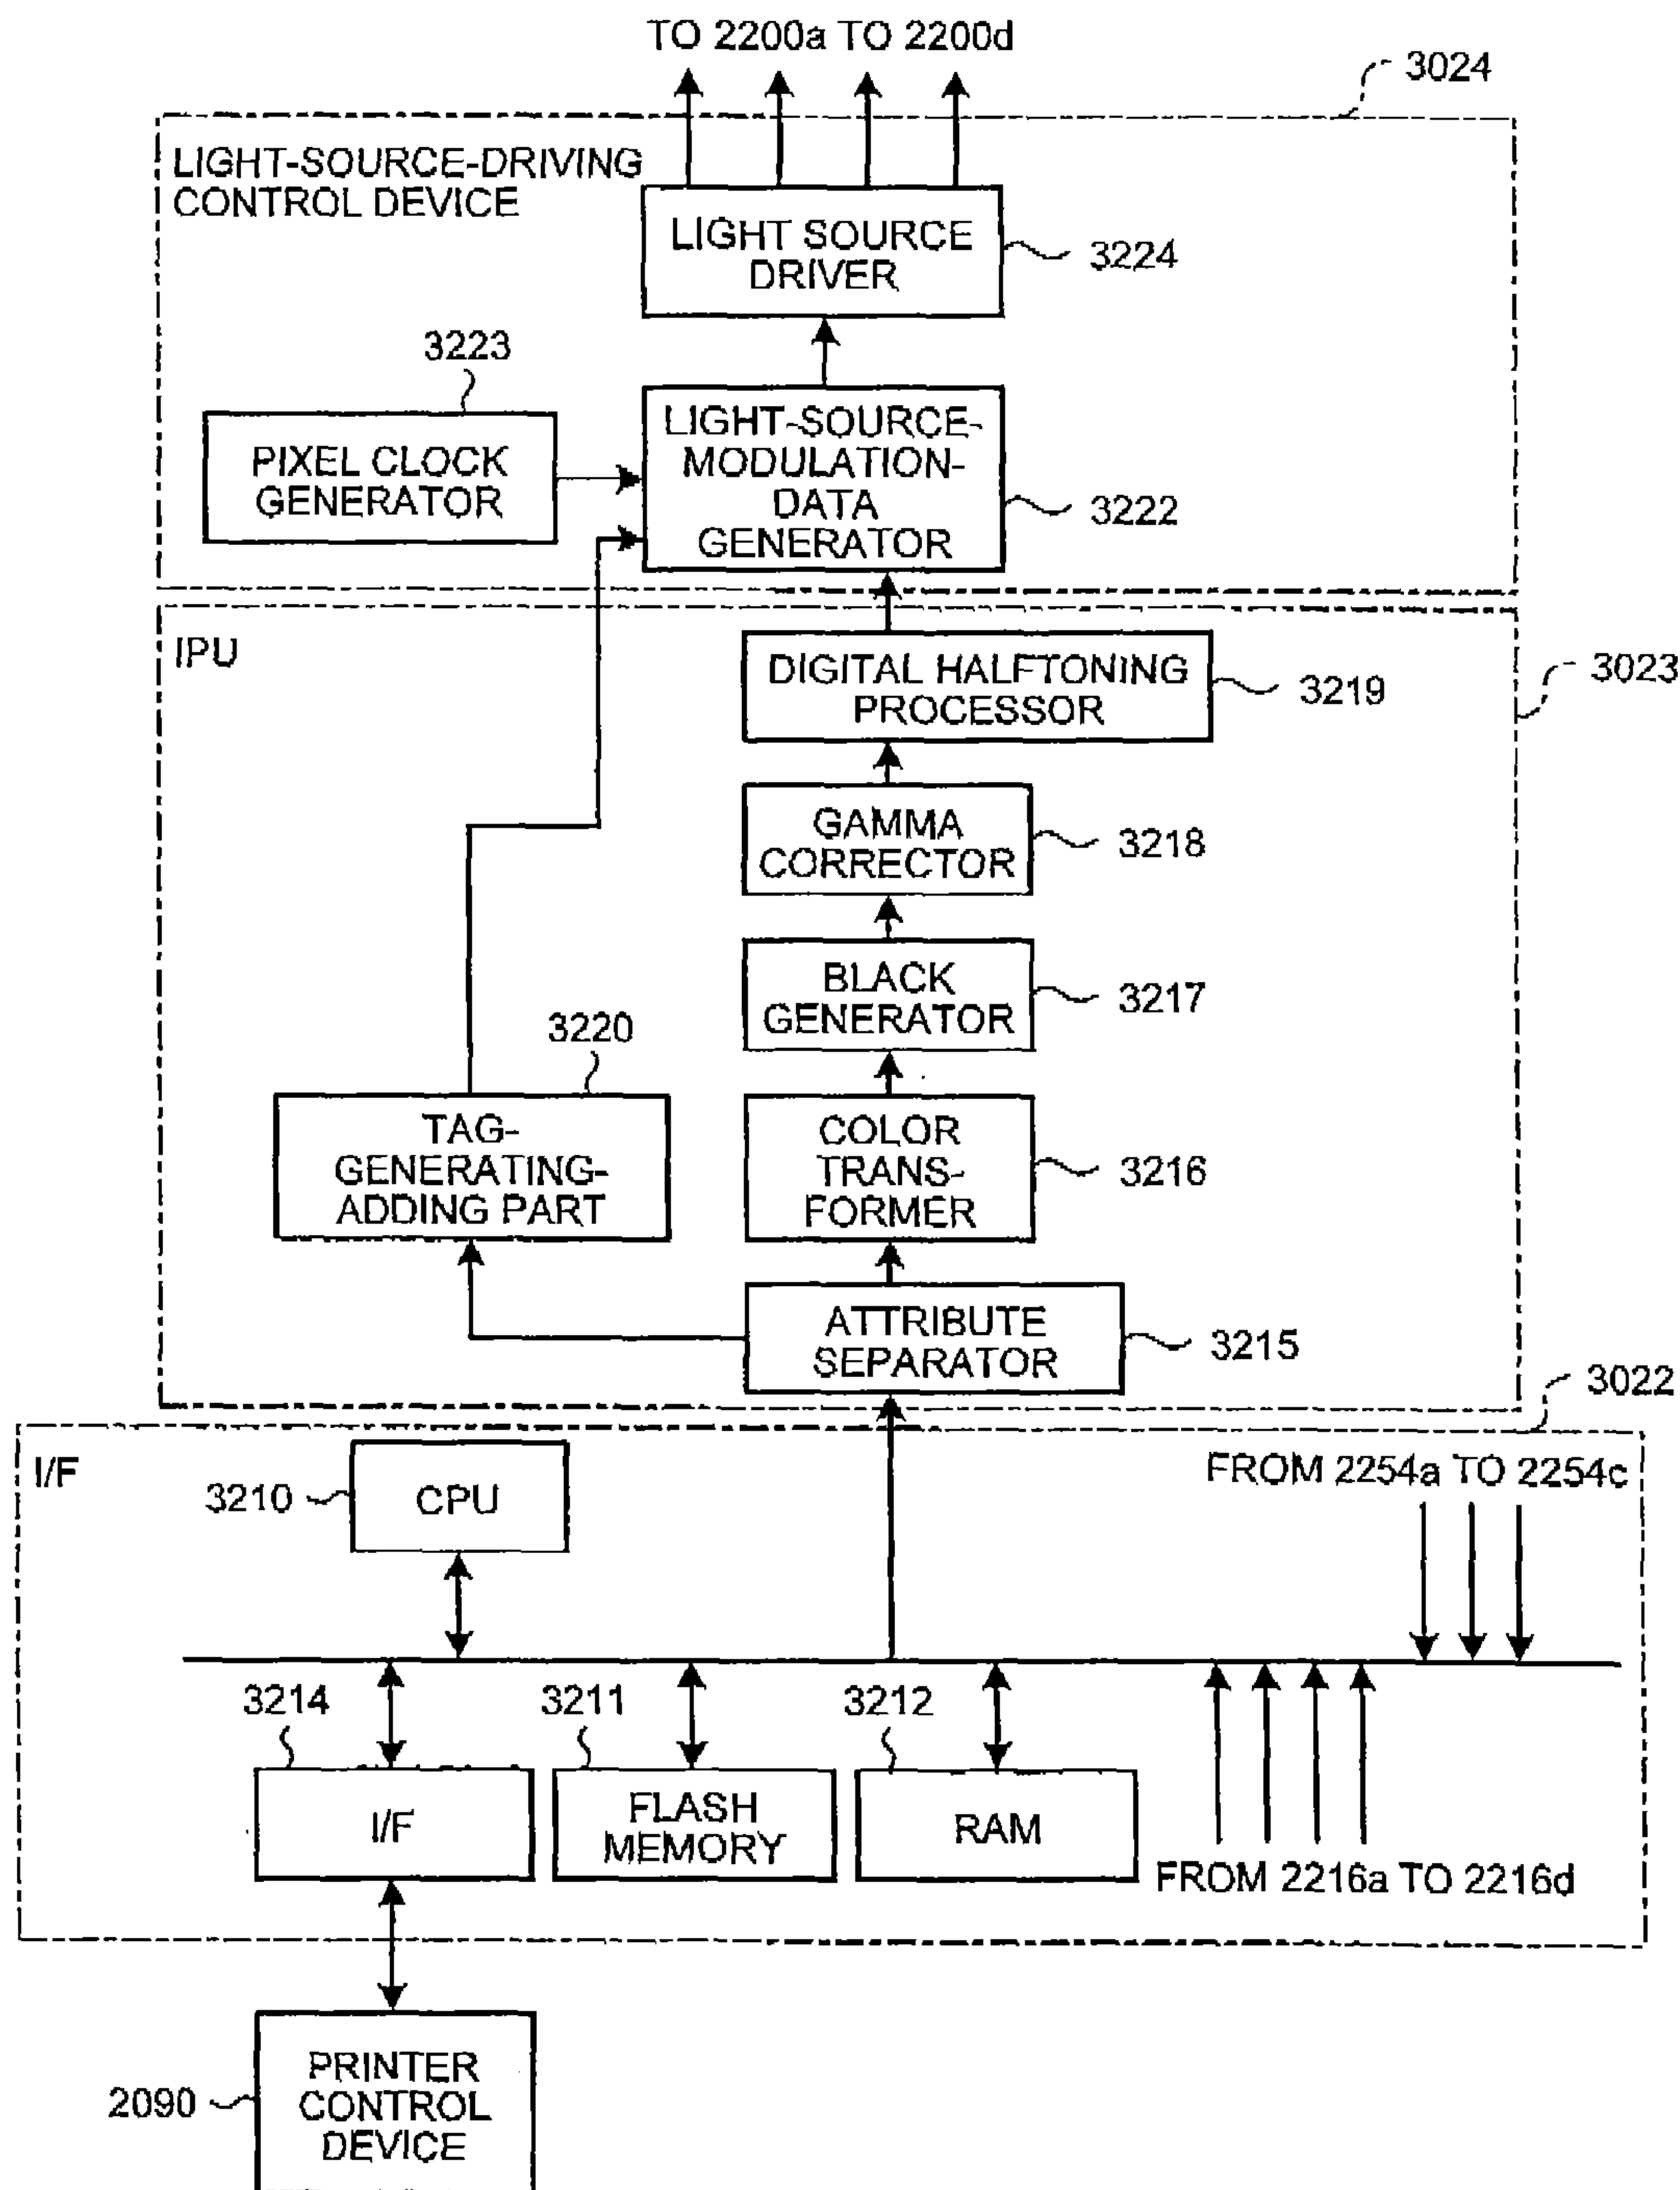 TO 2200a TO 2200d
3024
LIGHT-SOURCE-DRIVING
CONTROL DEVICE
LIGHT SOURCE
DRIVER
3224
3223
PIXEL CLOCK
GENERATOR
LIGHT-SOURCE-
MODULATION-
DATA
GENERATOR
3222
IPU
DIGITAL HALFTONING
PROCESSOR
3219
3023
GAMMA
CORRECTOR
3218
BLACK
GENERATOR
3217
3220
TAG-
GENERATING-
ADDING PART
COLOR
TRANS-
FORMER
3216
ATTRIBUTE
SEPARATOR
3215
3022
I/F
3210
CPU
FROM 2254a TO 2254c
3214
3211
3212
I/F
FLASH
MEMORY
RAM
FROM 2216a TO 2216d
2090
PRINTER
CONTROL
DEVICE